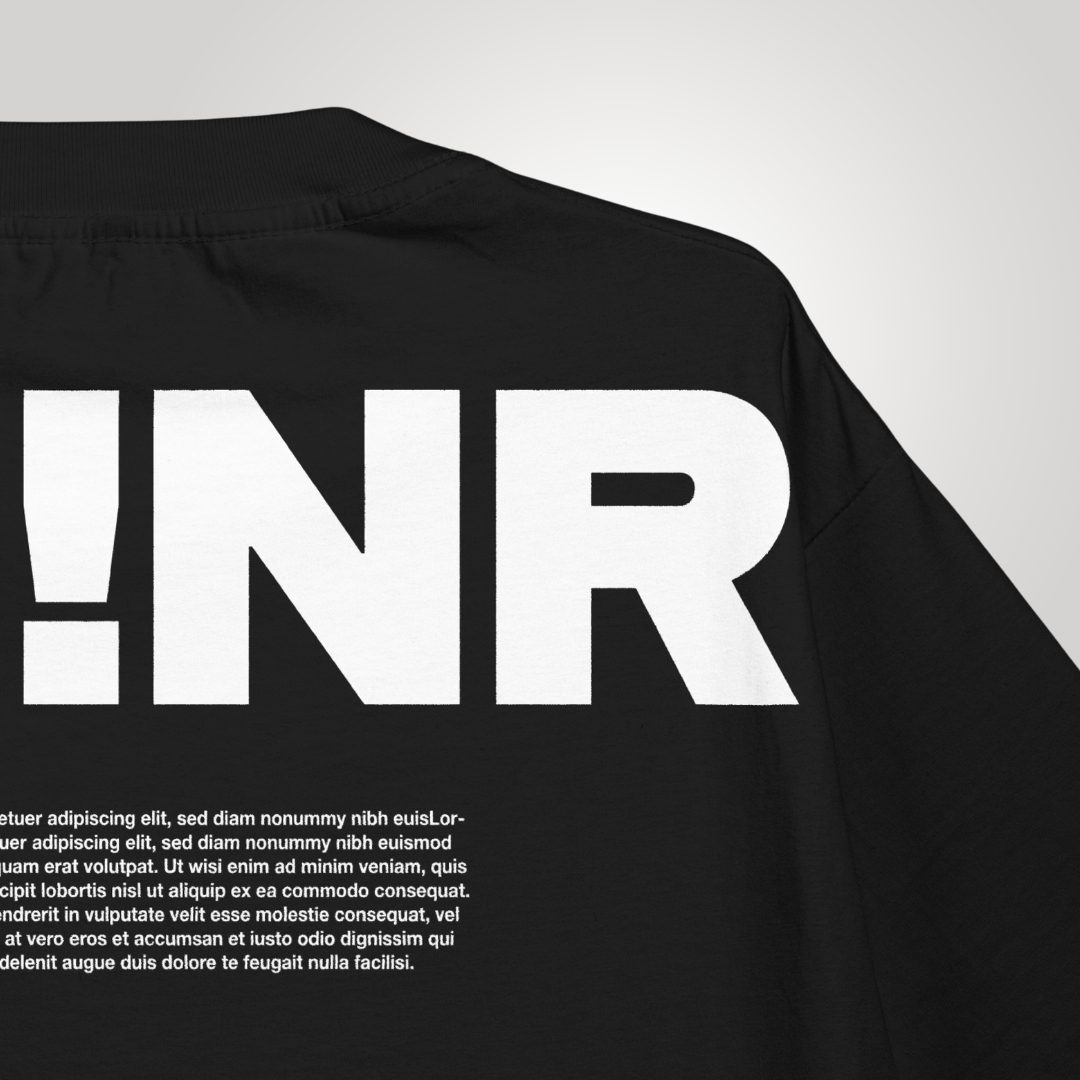 !NR
etuer adipiscing elit, sed diam nonummy nibh euisLor-
uer adipiscing elit, sed diam nonummy nibh euismod
quam erat volutpat. Ut wisi enim ad minim veniam, quis
cipit lobortis nisl ut aliquip ex ea commodo consequat.
endrerit in vulputate velit esse molestie consequat, vel
at vero eros et accumsan et iusto odio dignissim qui
delenit augue duis dolore te feugait nulla facilisi.